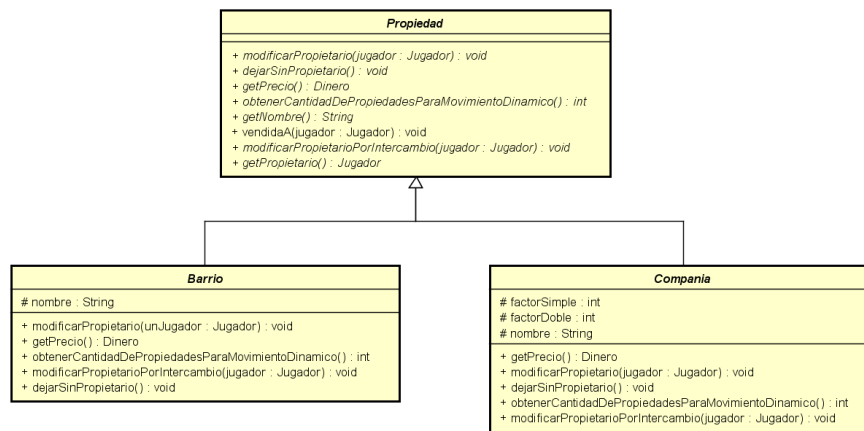 Propiedad
+ modificarPropietario(jugador : Jugador) : void
+ dejarSinPropietario() : void
+ getPrecio() : Dinero
+ obtenerCantidadDePropiedadesParaMovimientoDinamico() : int
+ getNombre() : String
+ vendidaA(jugador : Jugador) : void
+ modificarPropietarioPorIntercambio(jugador : Jugador) : void
+ getPropietario() : Jugador
Barrio
# nombre : String
+ modificarPropietario(unJugador : Jugador) : void
+ getPrecio() : Dinero
+ obtenerCantidadDePropiedadesParaMovimientoDinamico() : int
+ modificarPropietarioPorIntercambio(jugador : Jugador) : void
+ dejarSinPropietario() : void
Compania
# factorSimple : int
# factorDoble : int
# nombre : String
+ getPrecio() : Dinero
+ modificarPropietario(jugador : Jugador) : void
+ dejarSinPropietario() : void
+ obtenerCantidadDePropiedadesParaMovimientoDinamico() : int
+ modificarPropietarioPorIntercambio(jugador : Jugador) : void